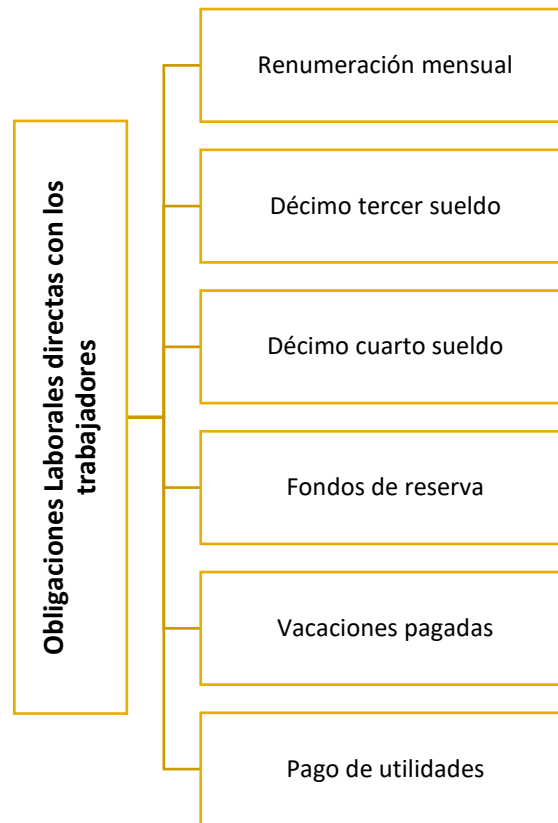 Obligaciones Laborales directas con los
trabajadores
Renumeración mensual
Décimo tercer sueldo
Décimo cuarto sueldo
Fondos de reserva
Vacaciones pagadas
Pago de utilidades